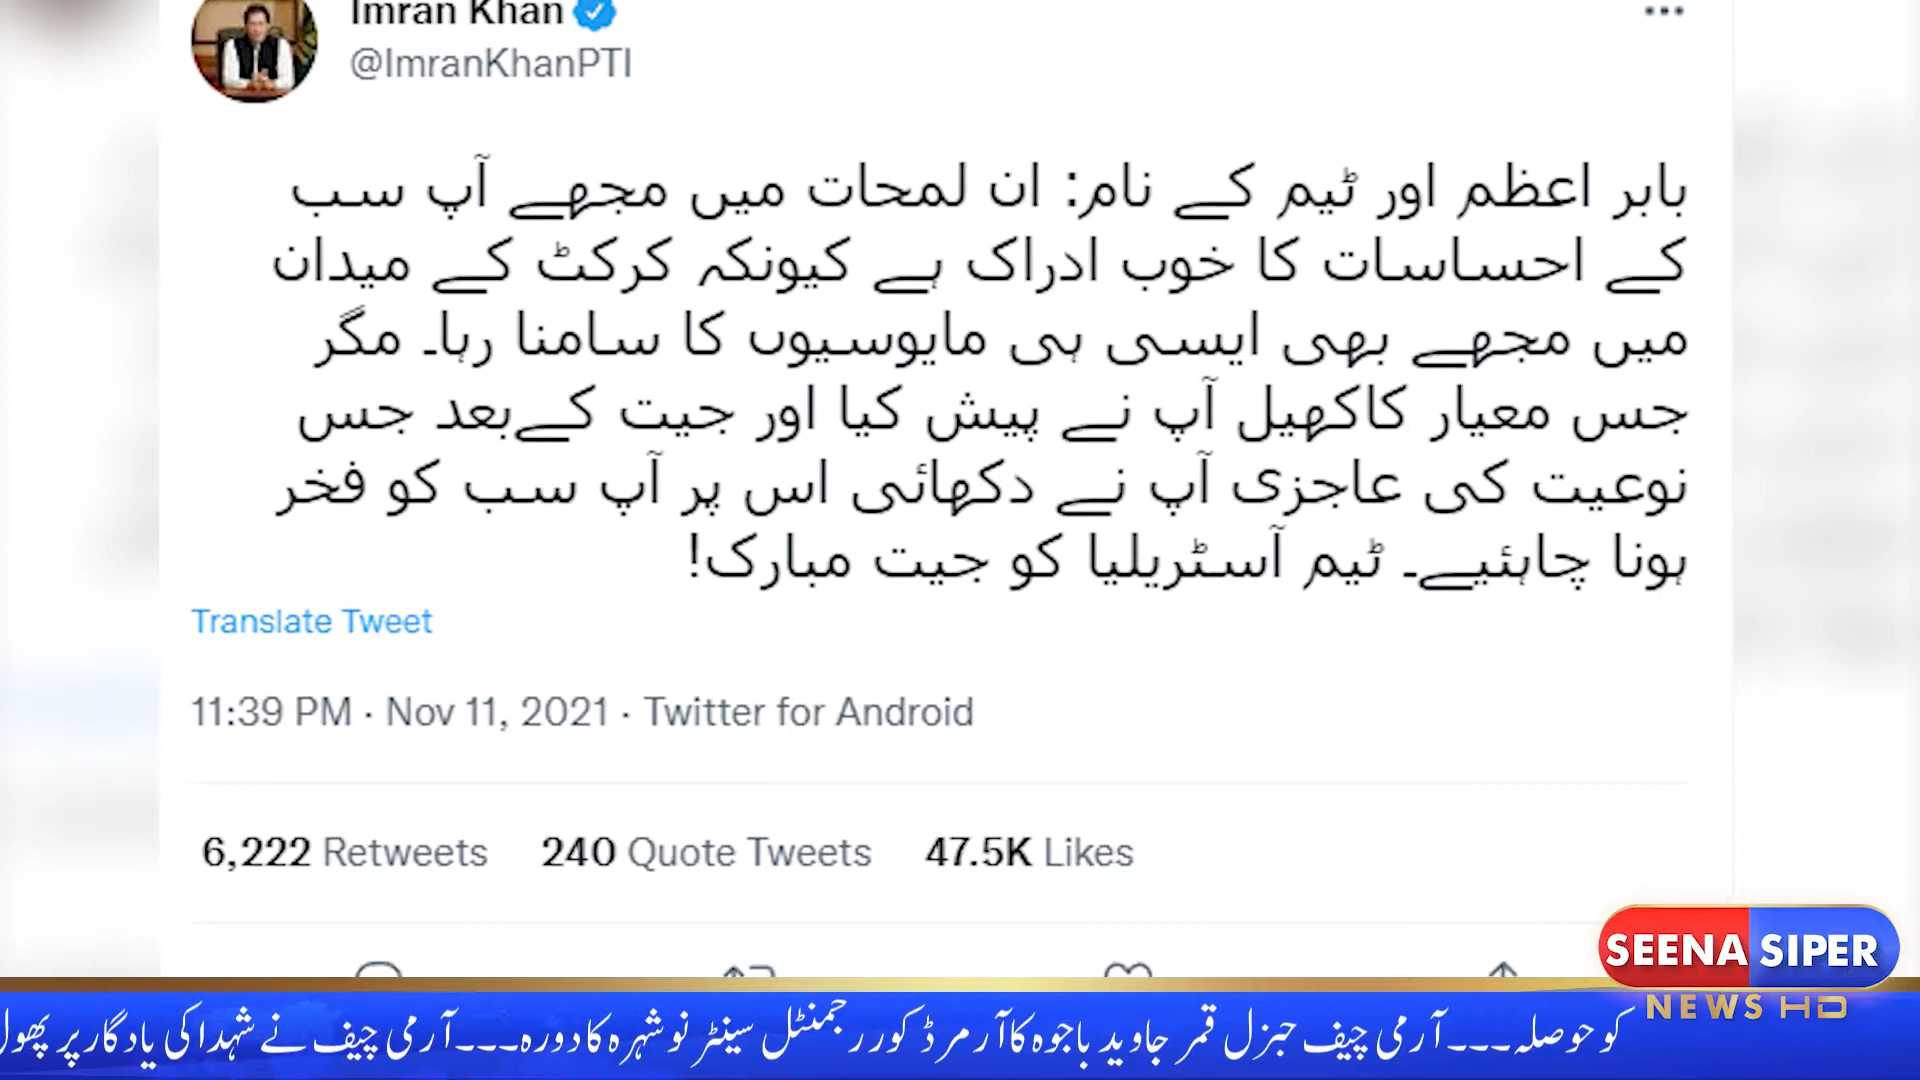 Imran Khan
@ImranKhanPTI
بابر اعظم اور ٹیم کے نام: ان لمحات میں مجھے آپ سب
کے احساسات کا خوب ادراک ہے کیونکہ کرکٹ کے میدان
میں مجھے بھی ایسی ہی مایوسیوں کا سامنا رہا۔ مگر
جس معیار کاکھیل آپ نے پیش کیا اور جیت کےبعد جس
نوعیت کی عاجزی آپ نے دکھائی اس پر آپ سب کو فخر
ہونا چاہئیے۔ ٹیم آسٹریلیا کو جیت مبارک!
Translate Tweet
11:39 PM · Nov 11, 2021 · Twitter for Android
6,222 Retweets 240 Quote Tweets 47.5K Likes
SEENA SIPER
NEWS HD
کو حوصلہ۔۔۔آرمی چیف جنرل قمر جاوید باجوہ کاآرمرڈ کور رجمنٹل سینٹر نوشہرہ کادورہ۔۔۔آرمی چیف نے شہدا کی یادگار پر پھول